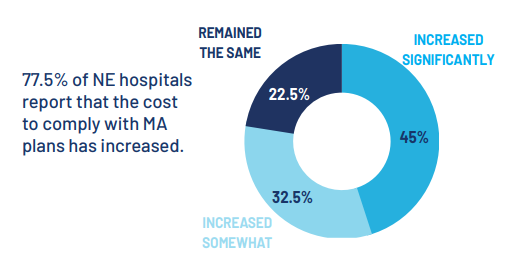 REMAINED
THE SAME
INCREASED
SIGNIFICANTLY
77.5% of NE hospitals
report that the cost
to comply with MA
plans has increased.
22.5%
45%
32.5%
INCREASED
SOMEWHAT